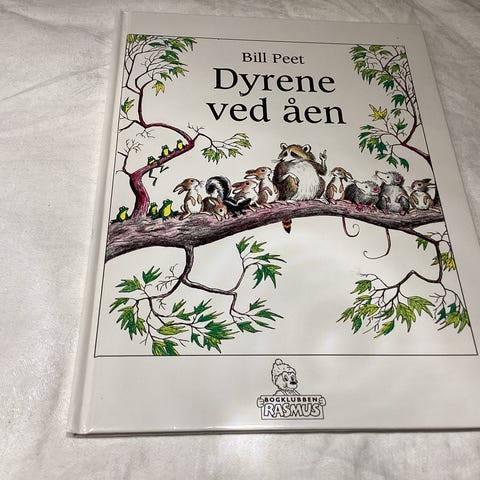 Bill Peet
Dyrene
ved åen
BOGKLUBBEN
RASMUS